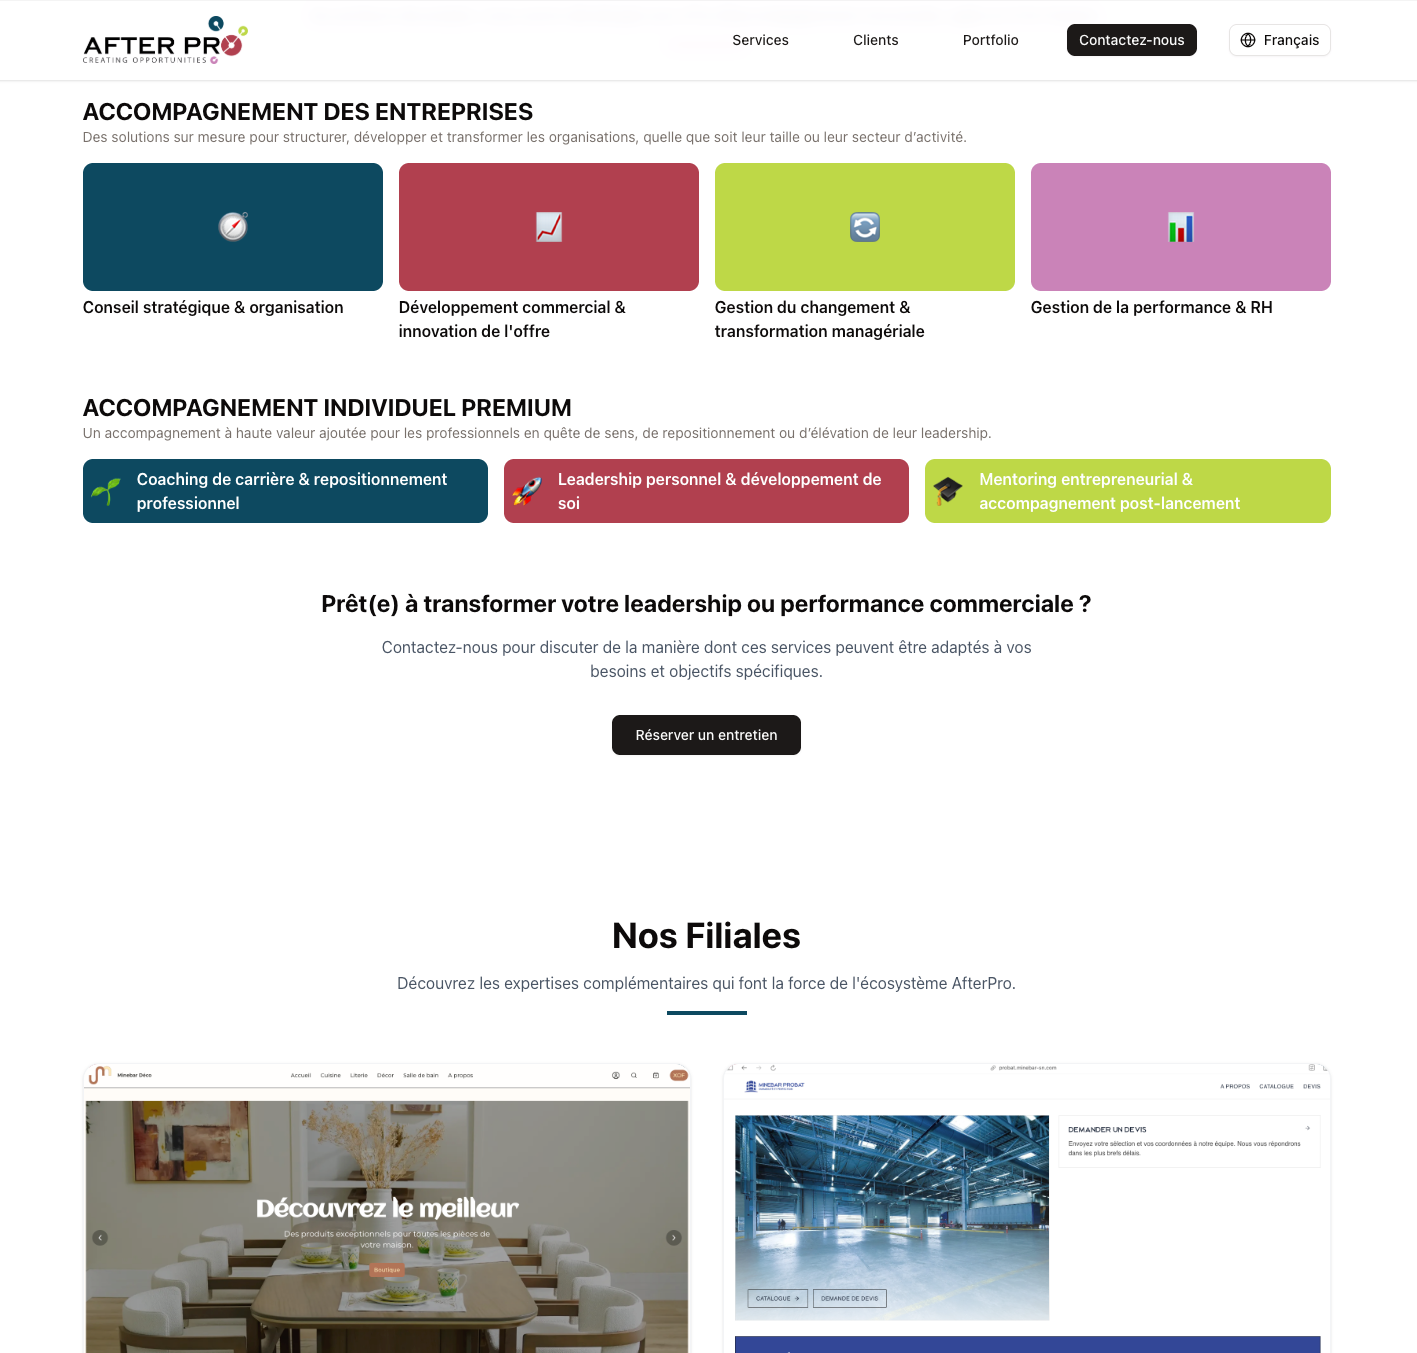 AFTER PRO
CREATING OPPORTUNITIES
Services
Clients
Portfolio
Contactez-nous
Français
ACCOMPAGNEMENT DES ENTREPRISES
Des solutions sur mesure pour structurer, développer et transformer les organisations, quelle que soit leur taille ou leur secteur d’activité.
Conseil stratégique & organisation
Développement commercial &
innovation de l'offre
Gestion du changement &
transformation managériale
Gestion de la performance & RH
ACCOMPAGNEMENT INDIVIDUEL PREMIUM
Un accompagnement à haute valeur ajoutée pour les professionnels en quête de sens, de repositionnement ou d’élévation de leur leadership.
Coaching de carrière & repositionnement
professionnel
Leadership personnel & développement de
soi
Mentoring entrepreneurial &
accompagnement post-lancement
Prêt(e) à transformer votre leadership ou performance commerciale ?
Contactez-nous pour discuter de la manière dont ces services peuvent être adaptés à vos
besoins et objectifs spécifiques.
Réserver un entretien
Nos Filiales
Découvrez les expertises complémentaires qui font la force de l'écosystème AfterPro.
Minebar Déco
Accueil
Cuisine
Literie
Décor
Salle de bain
A propos
XOF
Découvrez le meilleur
Des produits exceptionnels pour toutes les pièces de
votre maison.
Boutique
probat.minebar-sn.com
MINEBAR PROBAT
A PROPOS
CATALOGUE
DEVIS
DEMANDER UN DEVIS
Envoyez votre sélection et vos coordonnées à notre équipe. Nous vous répondrons
dans les plus brefs délais.
CATALOGUE →
DEMANDE DE DEVIS